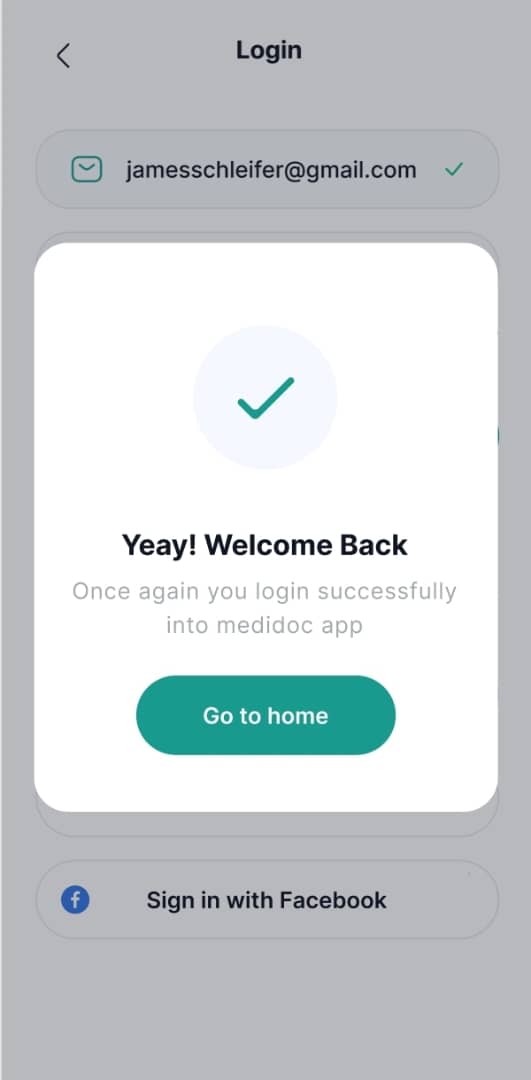 Login
jamesschleifer@gmail.com
Yeay! Welcome Back
Once again you login successfully
into medidoc app
Go to home
Sign in with Facebook